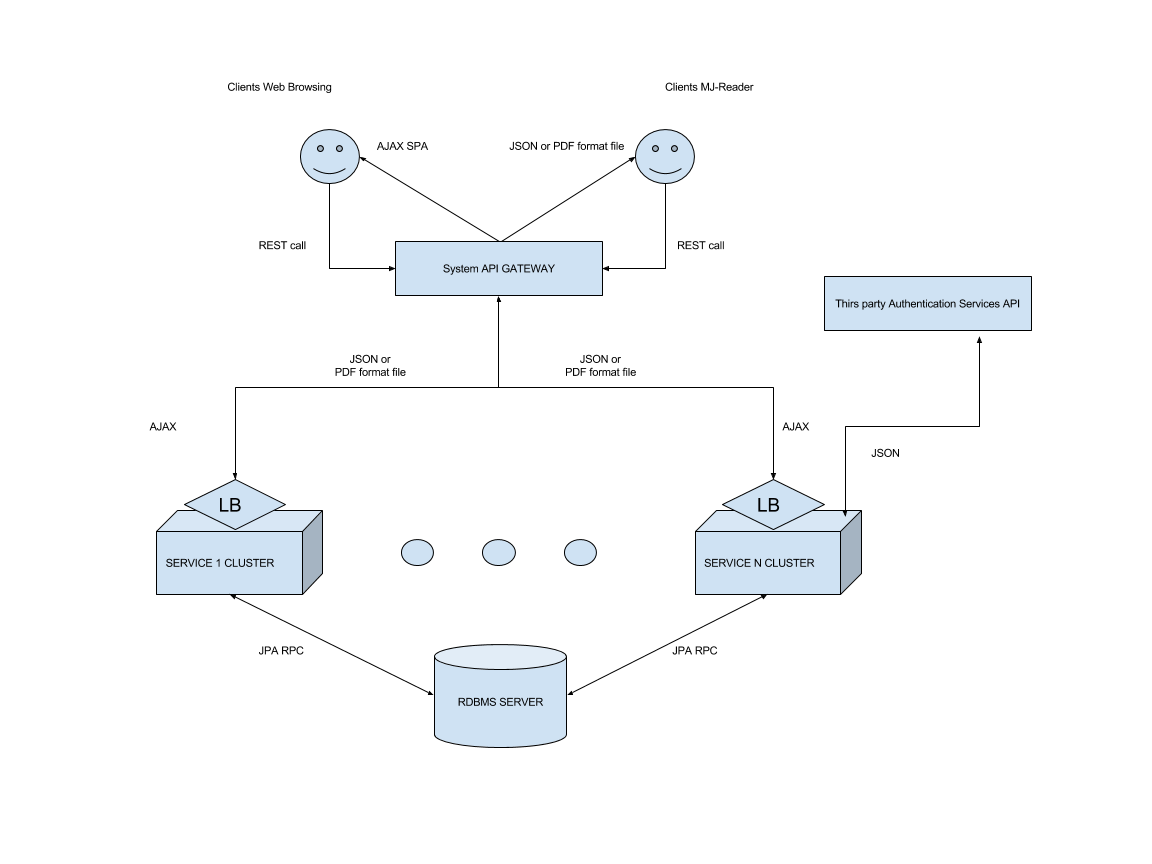 Clients Web Browsing
Clients MJ-Reader
AJAX SPA
JSON or PDF format file
REST call
REST call
System API GATEWAY
Thirs party Authentication Services API
JSON or
PDF format file
JSON or
PDF format file
AJAX
AJAX
JSON
LB
LB
SERVICE 1 CLUSTER
SERVICE N CLUSTER
JPA RPC
JPA RPC
RDBMS SERVER